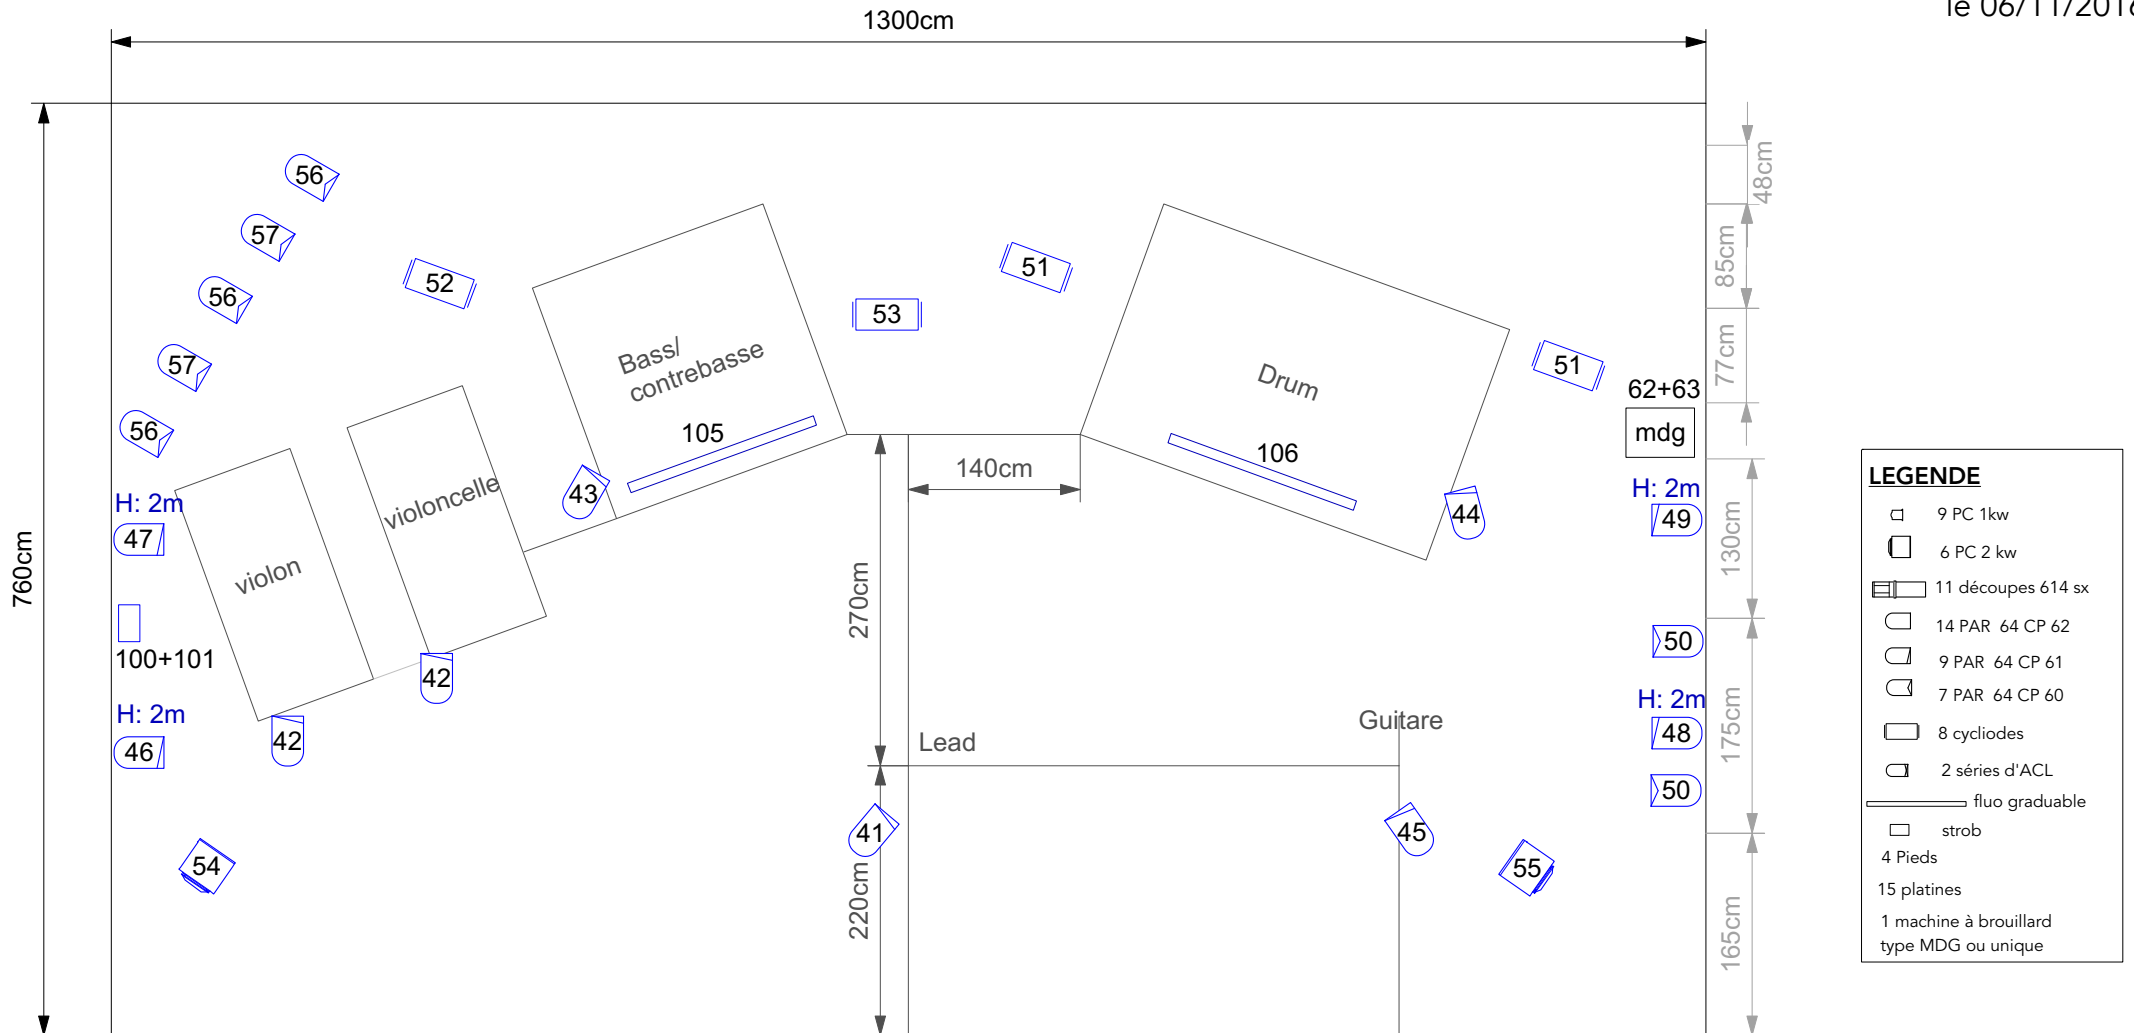 le 06/11/2016
1300cm
56
57
56
57
56
52
53
51
51
48cm
85cm
77cm
62+63
mdg
Bass/
contrebasse
Drum
105
106
140cm
violoncelle
violon
43
44
H: 2m
47
H: 2m
49
760cm
270cm
130cm
100+101
50
42
42
H: 2m
46
H: 2m
48
175cm
50
Lead
Guitare
41
45
54
55
220cm
165cm
LEGENDE
9 PC 1kw
6 PC 2 kw
11 découpes 614 sx
14 PAR 64 CP 62
9 PAR 64 CP 61
7 PAR 64 CP 60
8 cycliodes
2 séries d'ACL
fluo graduable
strob
4 Pieds
15 platines
1 machine à brouillard
type MDG ou unique